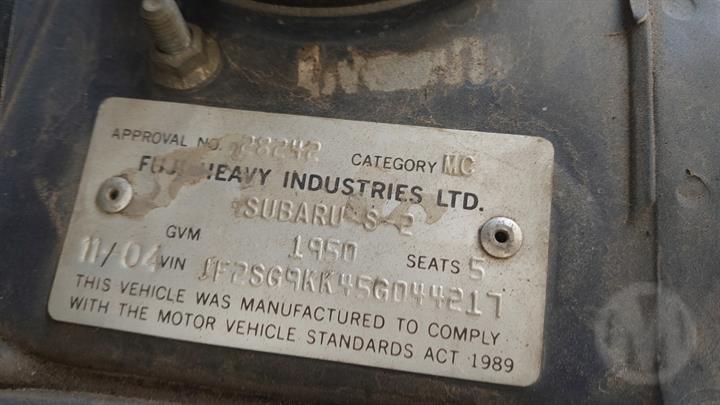 APPROVAL NO. 28242 CATEGORY MC
FUJI HEAVY INDUSTRIES LTD.
SUBARU S-2
11/04 GVM 1950 SEATS 5
VIN JF2SG9KK45G044217
THIS VEHICLE WAS MANUFACTURED TO COMPLY
WITH THE MOTOR VEHICLE STANDARDS ACT 1989